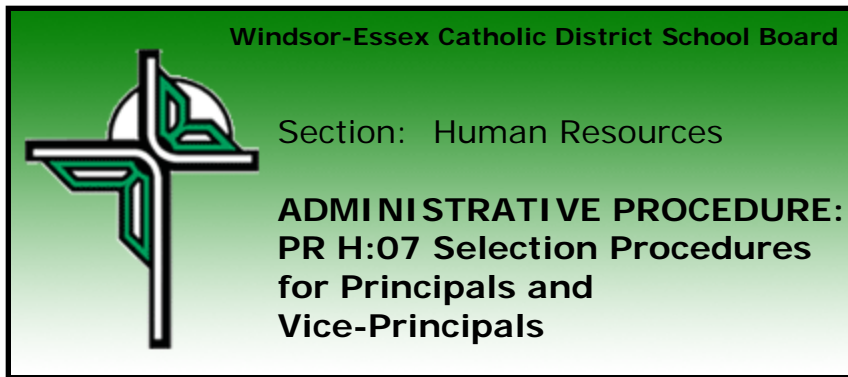 Windsor-Essex Catholic District School Board
Section: Human Resources
ADMINISTRATIVE PROCEDURE:
PR H:07 Selection Procedures
for Principals and
Vice-Principals